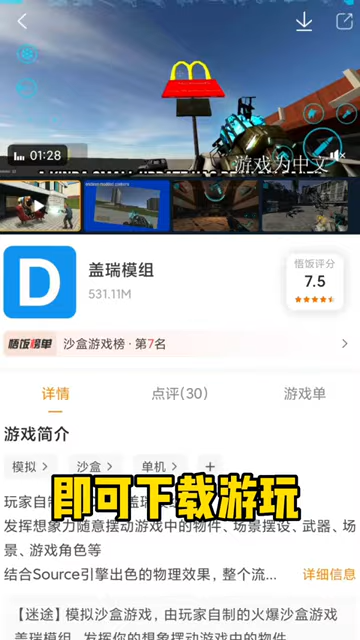 01:28
游戏为中文
D
盖瑞模组
531.11M
悟饭评分
7.5
悟饭榜单
沙盒游戏榜 · 第7名
详情
点评(30)
游戏单
游戏简介
模拟
沙盒
单机
即可下载游玩
玩家自制
发挥想象力随意摆动游戏中的物件、场景摆设、武器、场
景、游戏角色等
结合Source引擎出色的物理效果，整个流...
详细信息
【迷途】模拟沙盒游戏，由玩家自制的火爆沙盒游戏
盖瑞模组，发挥你的想象摆动游戏中的物件